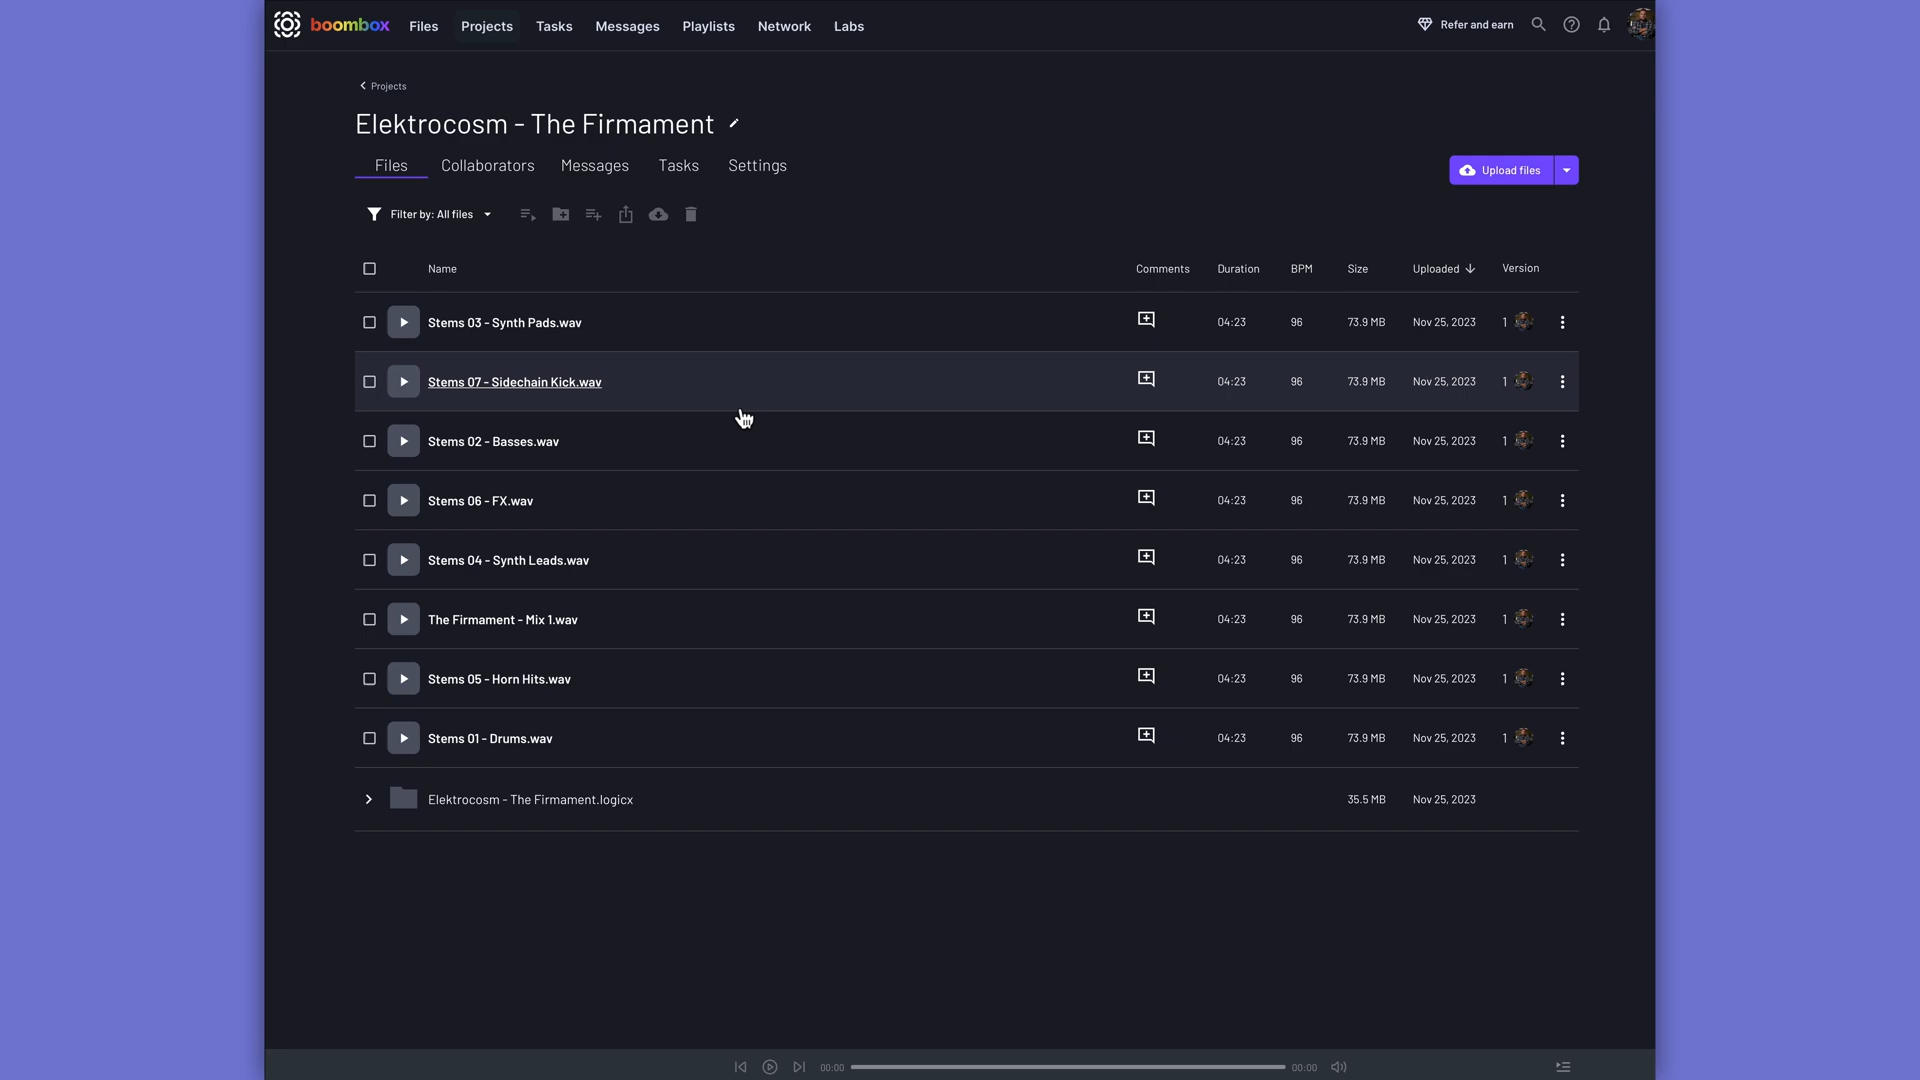 boombox Files Projects Tasks Messages Playlists Network Labs Refer and earn
Projects
Elektrocosm - The Firmament
Files Collaborators Messages Tasks Settings
Upload files
Filter by: All files
Name Comments Duration BPM Size Uploaded Version
Stems 03 - Synth Pads.wav 04:23 96 73.9 MB Nov 25, 2023 1
Stems 07 - Sidechain Kick.wav 04:23 96 73.9 MB Nov 25, 2023 1
Stems 02 - Basses.wav 04:23 96 73.9 MB Nov 25, 2023 1
Stems 06 - FX.wav 04:23 96 73.9 MB Nov 25, 2023 1
Stems 04 - Synth Leads.wav 04:23 96 73.9 MB Nov 25, 2023 1
The Firmament - Mix 1.wav 04:23 96 73.9 MB Nov 25, 2023 1
Stems 05 - Horn Hits.wav 04:23 96 73.9 MB Nov 25, 2023 1
Stems 01 - Drums.wav 04:23 96 73.9 MB Nov 25, 2023 1
Elektrocosm - The Firmament.logicx 35.5 MB Nov 25, 2023
00:00 00:00